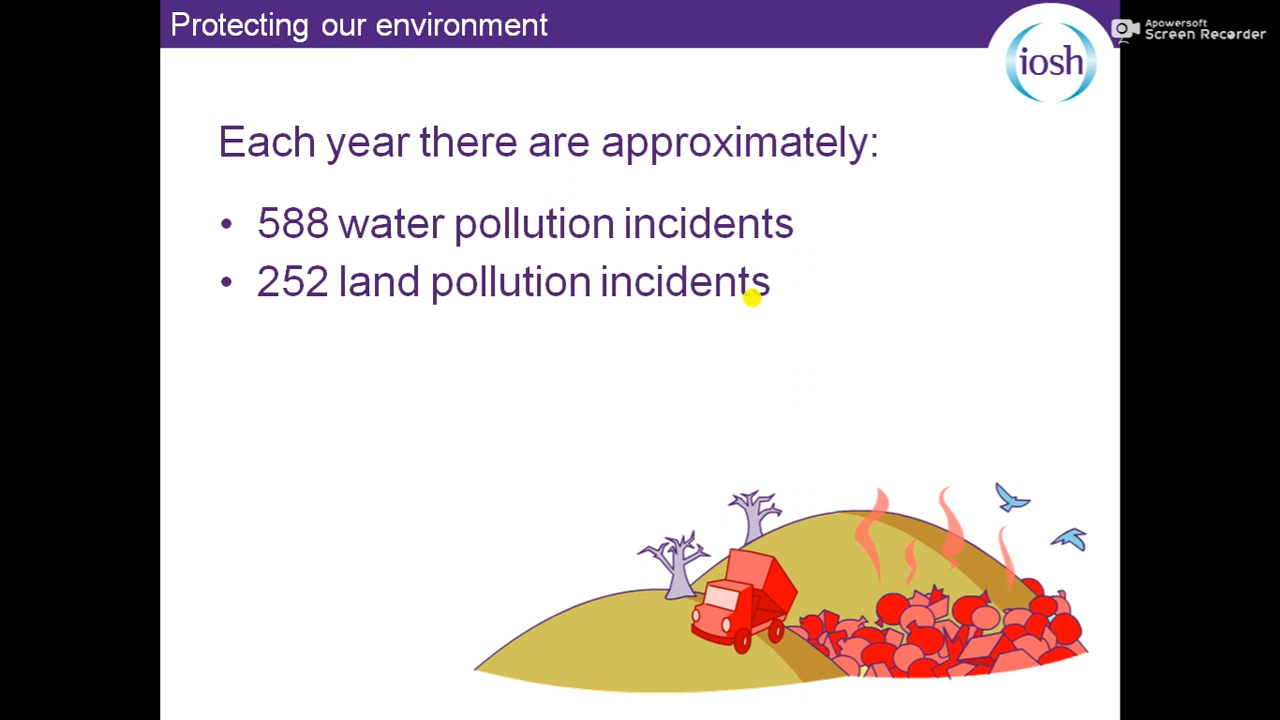 Protecting our environment
Apowersoft
Screen Recorder
iosh
Each year there are approximately:
• 588 water pollution incidents
• 252 land pollution incidents